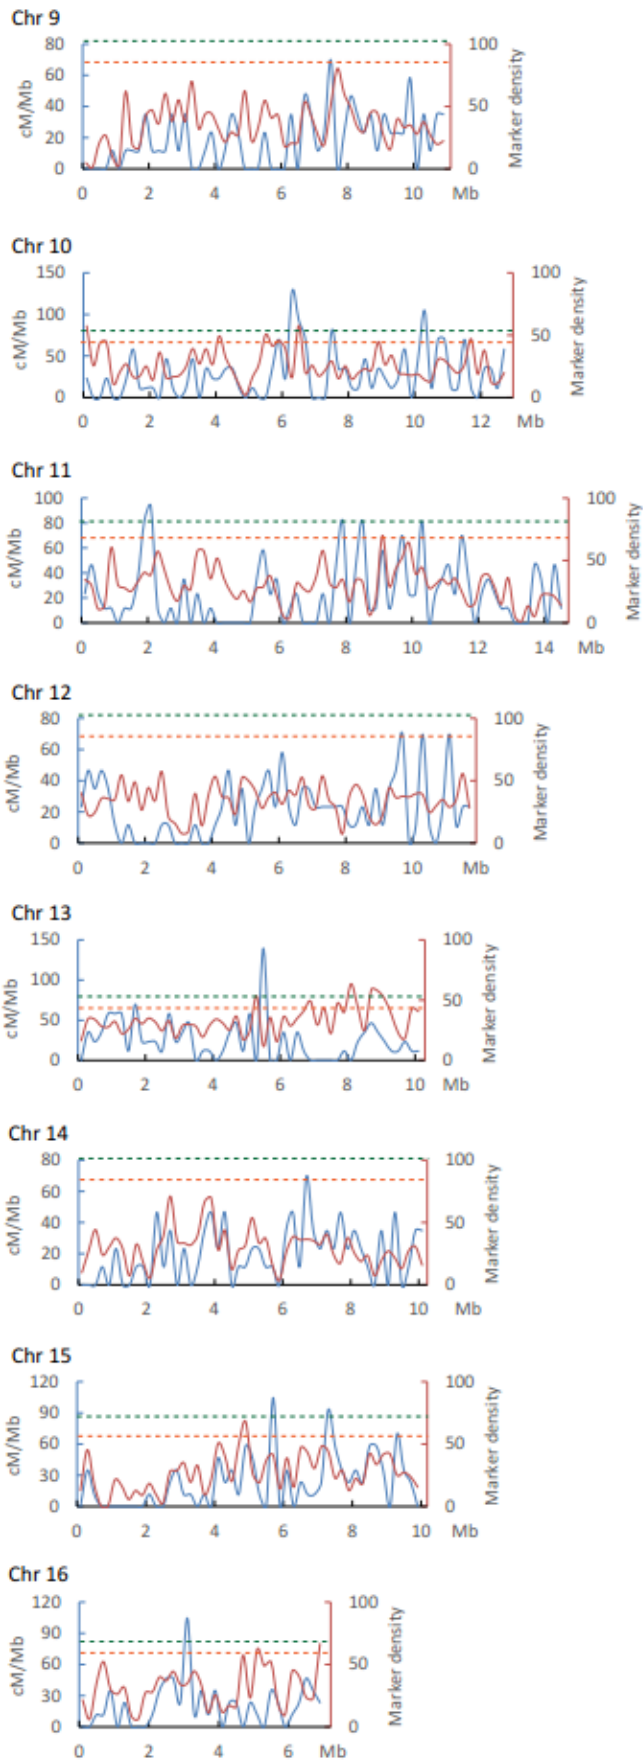 Chr 9
80
60
40
20
0
cM/Mb
100
50
0
Marker density
0 2 4 6 8 10 Mb
Chr 10
150
100
50
0
cM/Mb
100
50
0
Marker density
0 2 4 6 8 10 12 Mb
Chr 11
100
80
60
40
20
0
cM/Mb
100
50
0
Marker density
0 2 4 6 8 10 12 14 Mb
Chr 12
80
60
40
20
0
cM/Mb
100
50
0
Marker density
0 2 4 6 8 10 Mb
Chr 13
150
100
50
0
cM/Mb
100
50
0
Marker density
0 2 4 6 8 10 Mb
Chr 14
80
60
40
20
0
cM/Mb
100
50
0
Marker density
0 2 4 6 8 10 Mb
Chr 15
120
90
60
30
0
cM/Mb
100
50
0
Marker density
0 2 4 6 8 10 Mb
Chr 16
120
90
60
30
0
cM/Mb
100
50
0
Marker density
0 2 4 6 Mb